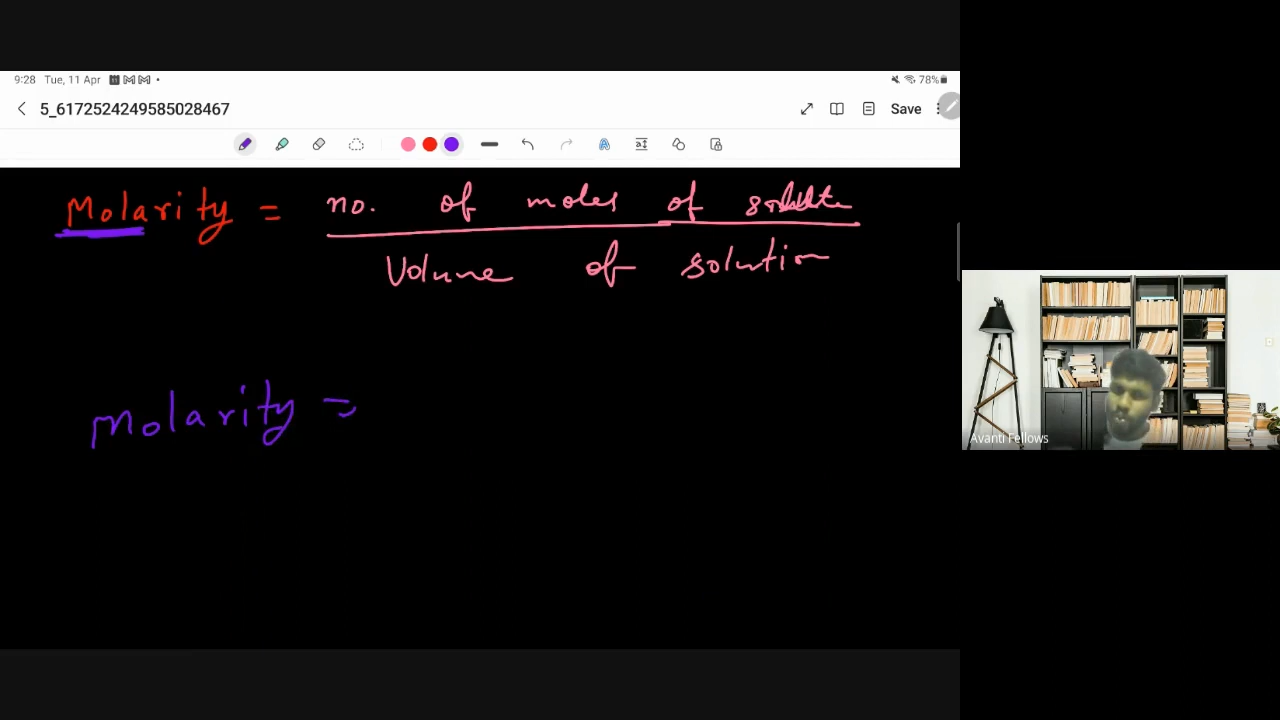 9:28 Tue, 11 Apr 78%
5_6172524249585028467 Save
Molarity = no. of moles of solute
Volume of solution
Molarity =
Avanti Fellows